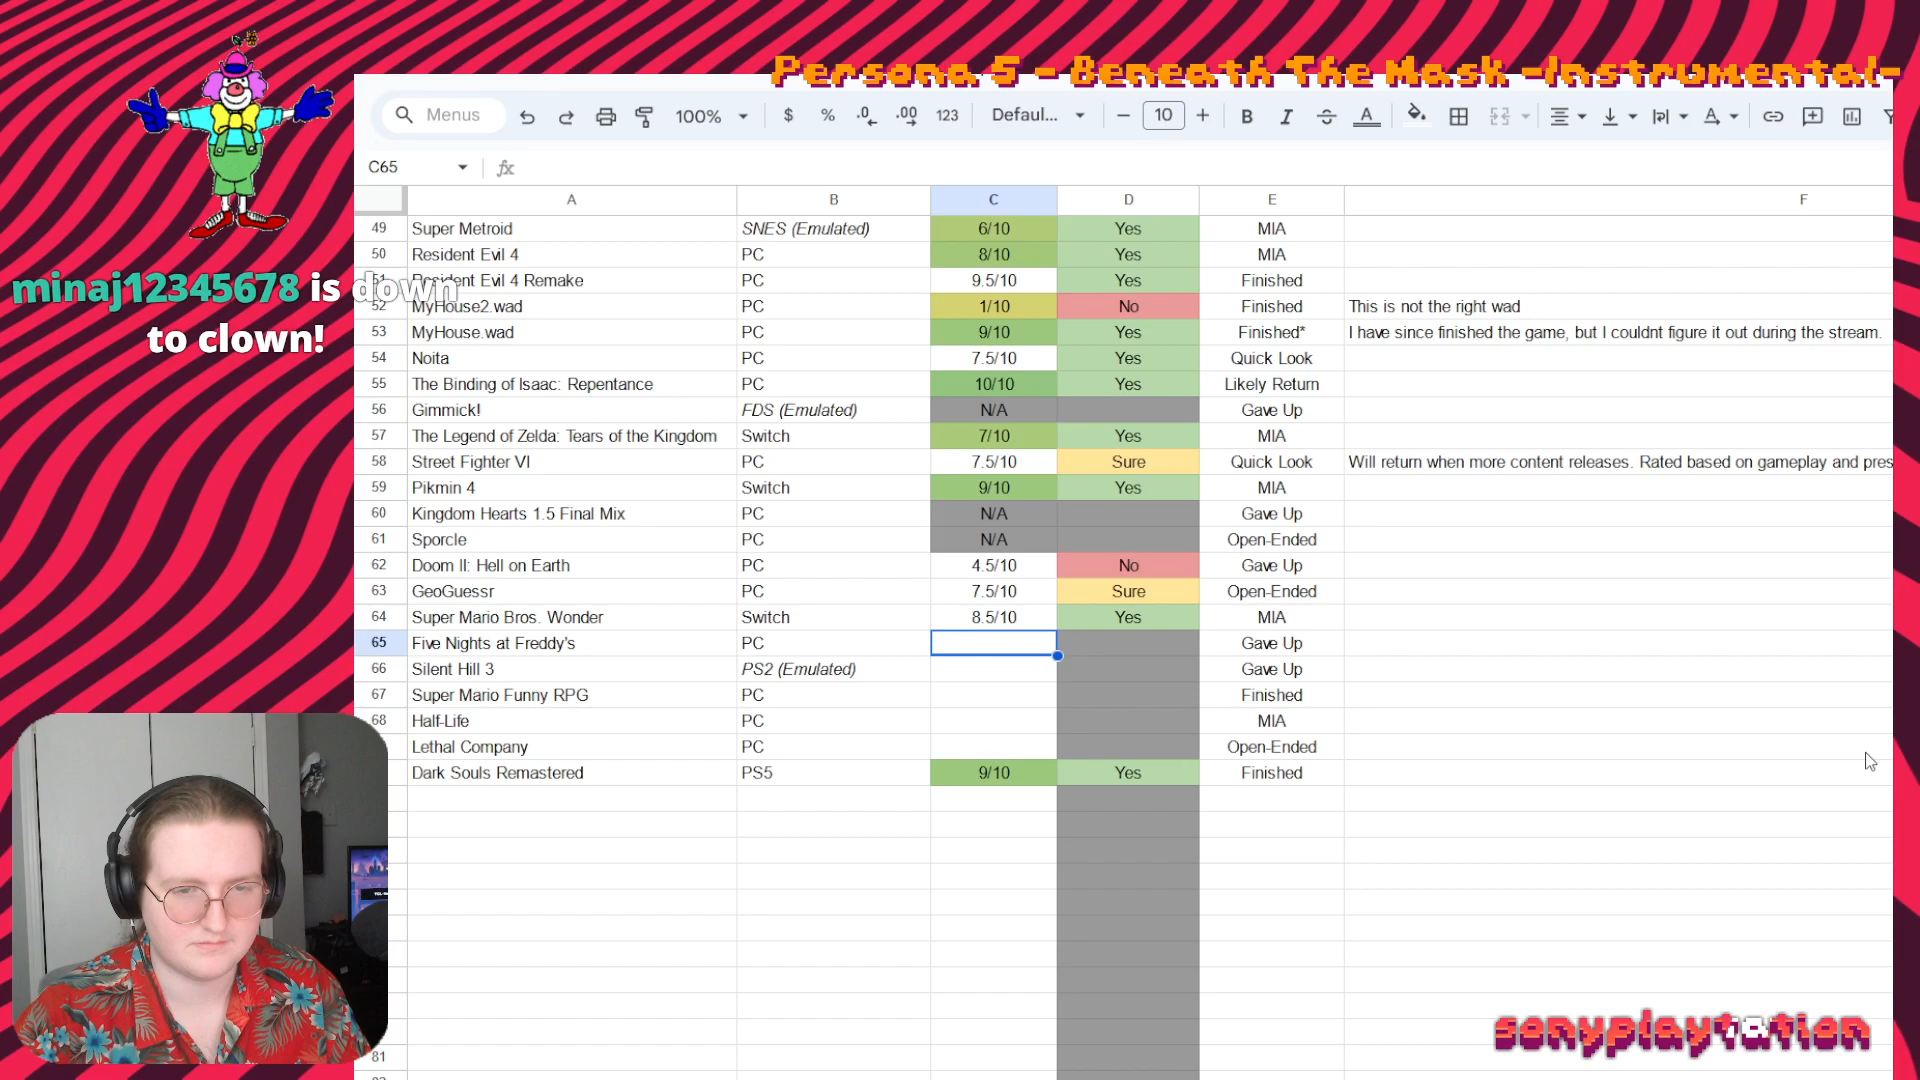 Persona 5 - Beneath The Mask -Instrumental-
minaj12345678 is down
to clown!
Menus 100% $ % .0 .00 123 Defaul... − 10 + B I A
C65 fx
A B C D E F
49 Super Metroid SNES (Emulated) 6/10 Yes MIA
50 Resident Evil 4 PC 8/10 Yes MIA
Resident Evil 4 Remake PC 9.5/10 Yes Finished
52 MyHouse2.wad PC 1/10 No Finished This is not the right wad
53 MyHouse.wad PC 9/10 Yes Finished* I have since finished the game, but I couldnt figure it out during the stream.
54 Noita PC 7.5/10 Yes Quick Look
55 The Binding of Isaac: Repentance PC 10/10 Yes Likely Return
56 Gimmick! FDS (Emulated) N/A Gave Up
57 The Legend of Zelda: Tears of the Kingdom Switch 7/10 Yes MIA
58 Street Fighter VI PC 7.5/10 Sure Quick Look Will return when more content releases. Rated based on gameplay and pres
59 Pikmin 4 Switch 9/10 Yes MIA
60 Kingdom Hearts 1.5 Final Mix PC N/A Gave Up
61 Sporcle PC N/A Open-Ended
62 Doom II: Hell on Earth PC 4.5/10 No Gave Up
63 GeoGuessr PC 7.5/10 Sure Open-Ended
64 Super Mario Bros. Wonder Switch 8.5/10 Yes MIA
65 Five Nights at Freddy's PC Gave Up
66 Silent Hill 3 PS2 (Emulated) Gave Up
67 Super Mario Funny RPG PC Finished
68 Half-Life PC MIA
Lethal Company PC Open-Ended
Dark Souls Remastered PS5 9/10 Yes Finished
81
sonyplaytation